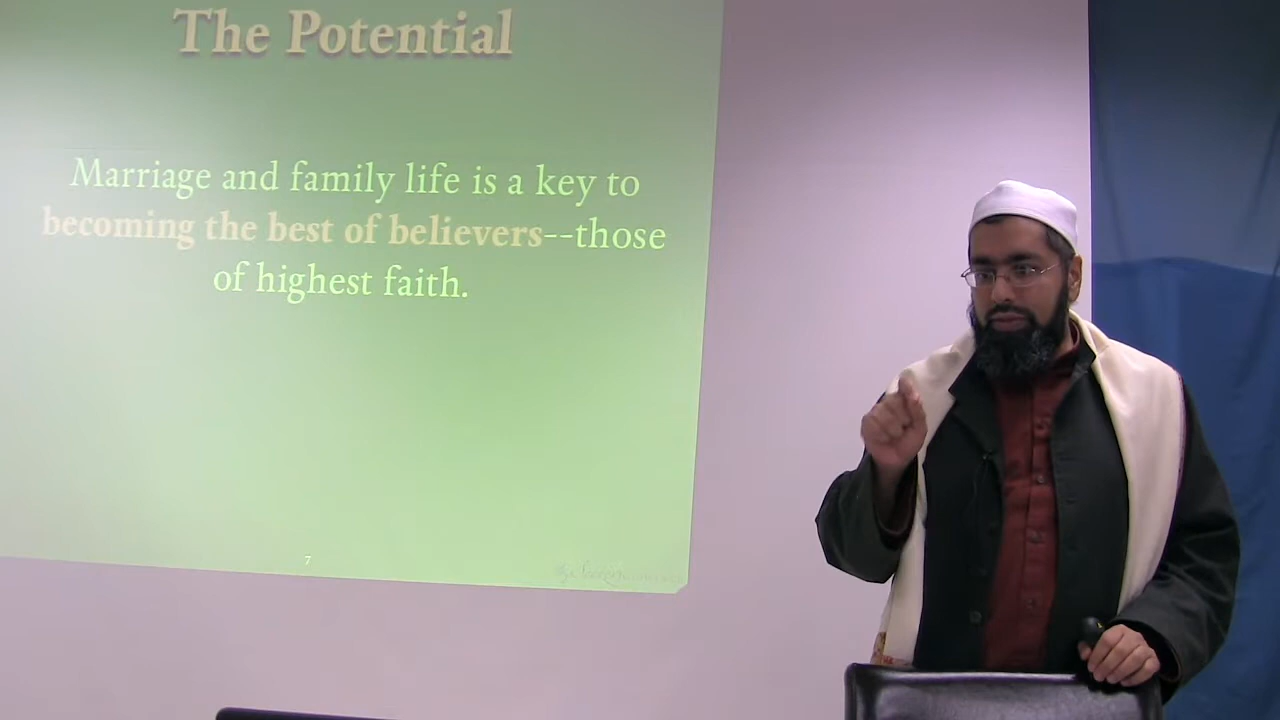 The Potential
Marriage and family life is a key to
becoming the best of believers--those
of highest faith.
7